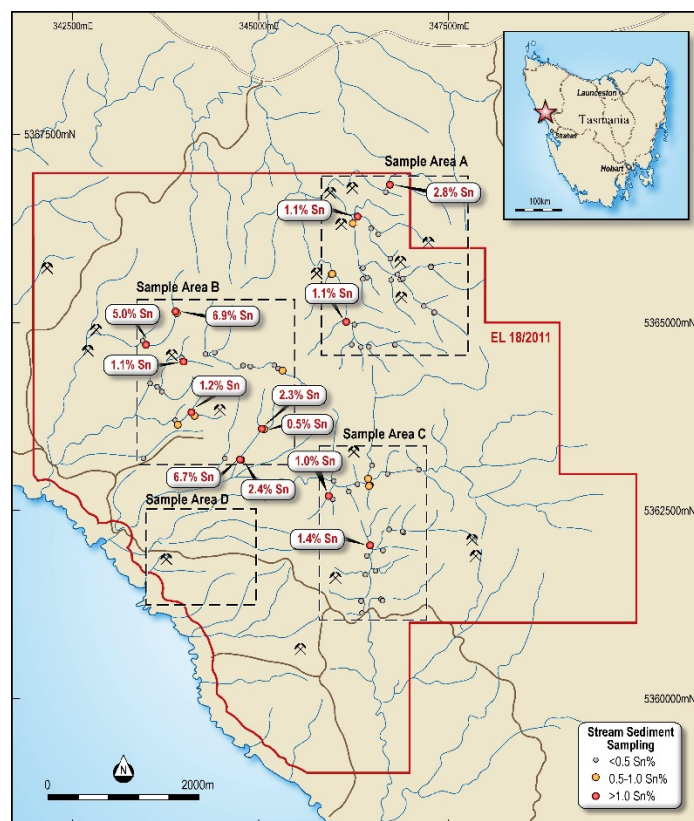 342500mE
345000mE
347500mE
Launceston
Tasmania
Strahan
Hobart
100km
5367500mN
Sample Area A
2.8% Sn
1.1% Sn
Sample Area B
5.0% Sn
6.9% Sn
1.1% Sn
5365000mN
EL 18/2011
1.1% Sn
1.2% Sn
2.3% Sn
0.5% Sn
Sample Area C
1.0% Sn
6.7% Sn
2.4% Sn
Sample Area D
5362500mN
1.4% Sn
5360000mN
Stream Sediment
Sampling
<0.5 Sn%
0.5-1.0 Sn%
>1.0 Sn%
N
0
2000m